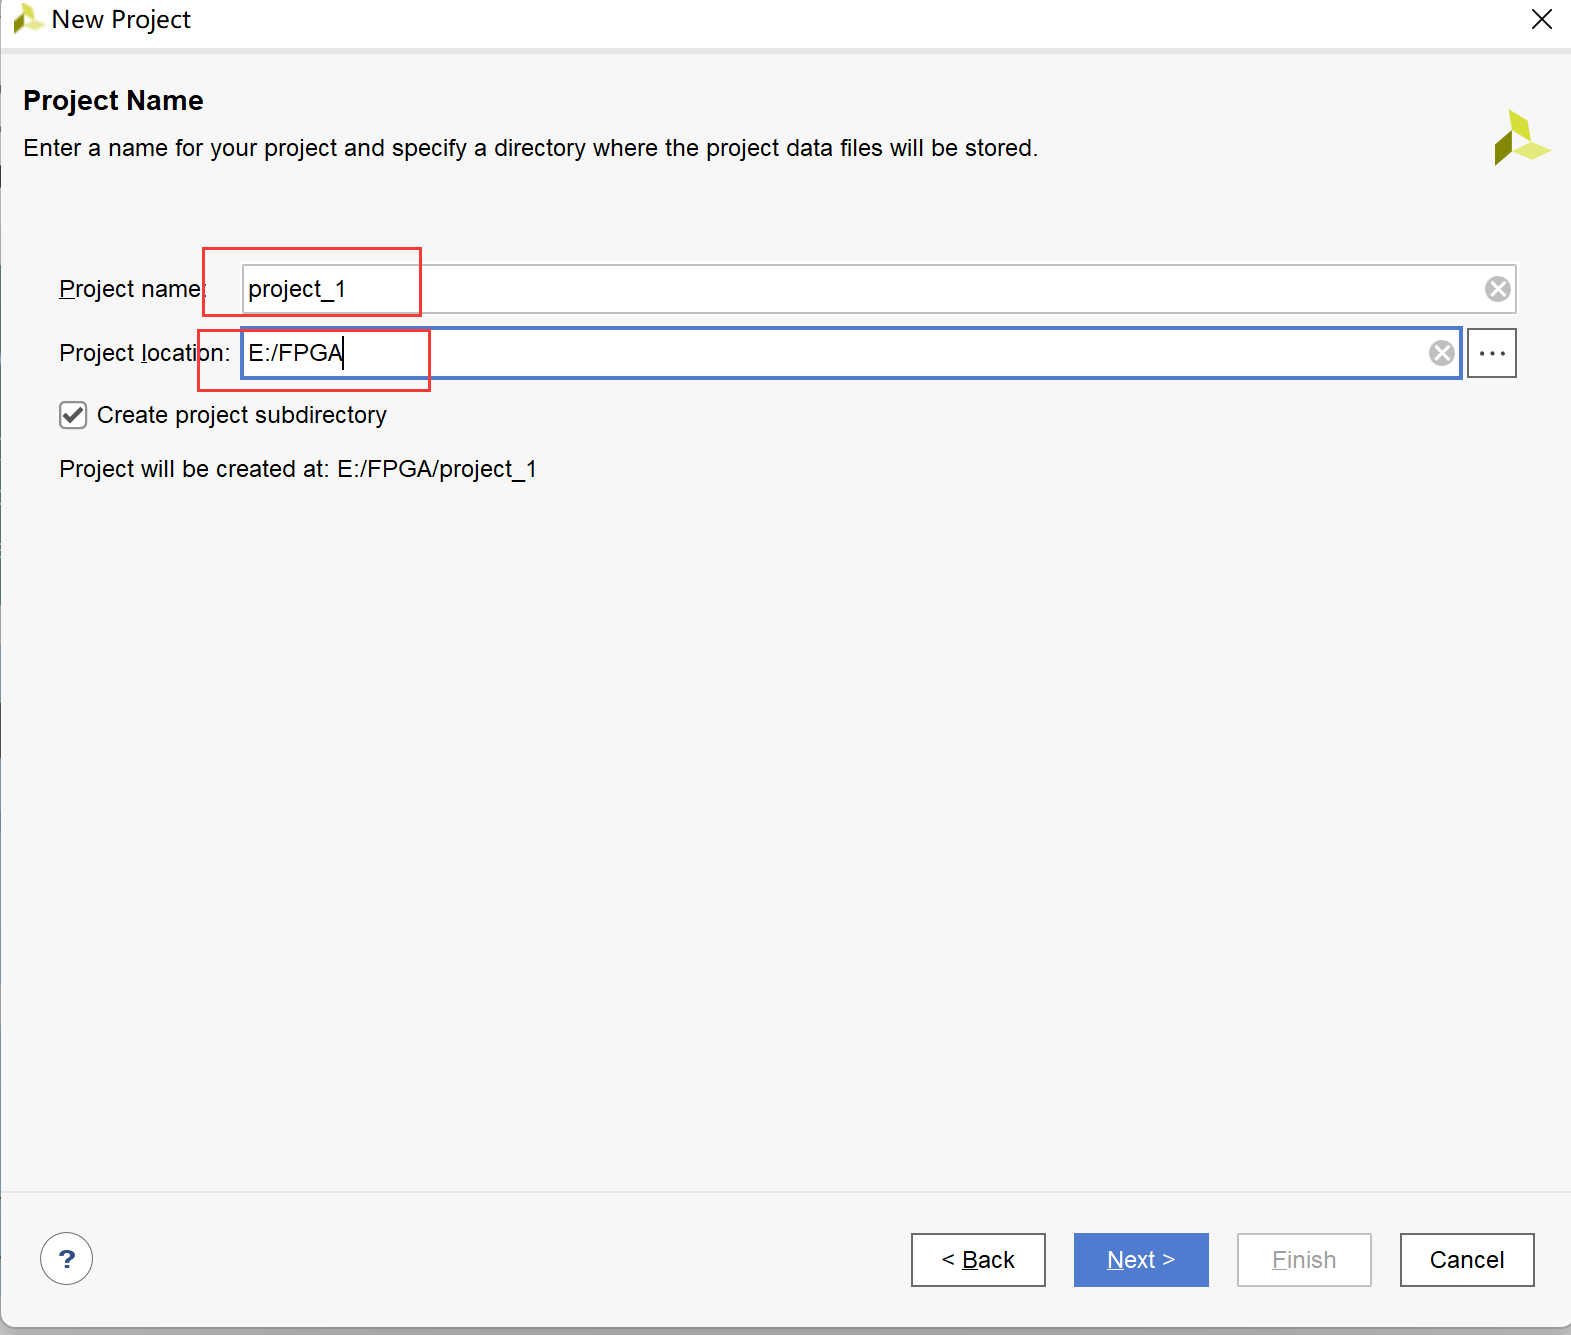 New Project
Project Name
Enter a name for your project and specify a directory where the project data files will be stored.
Project name: project_1
Project location: E:/FPGA
...
Create project subdirectory
Project will be created at: E:/FPGA/project_1
?
< Back
Next >
Finish
Cancel